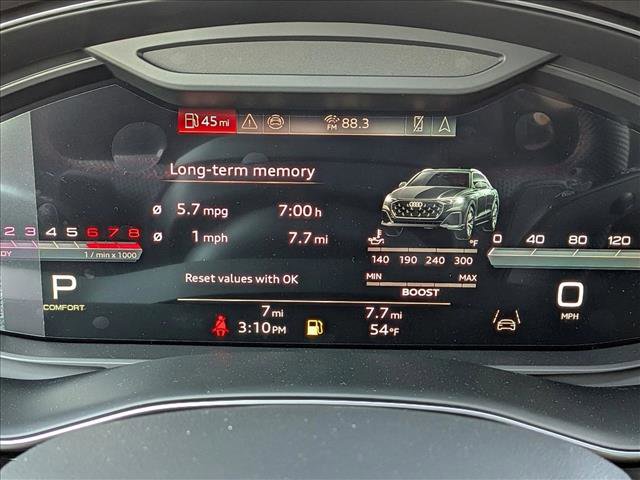 45 mi FM 88.3
Long-term memory
Ø 5.7 mpg 7:00 h
Ø 1 mph 7.7 mi
Reset values with OK
2 3 4 5 6 7 8
1 / min x 1000
P
COMFORT
°F
140 190 240 300
MIN MAX
BOOST
0 40 80 120
0
MPH
7 mi 7.7 mi
3:10 PM 54 °F